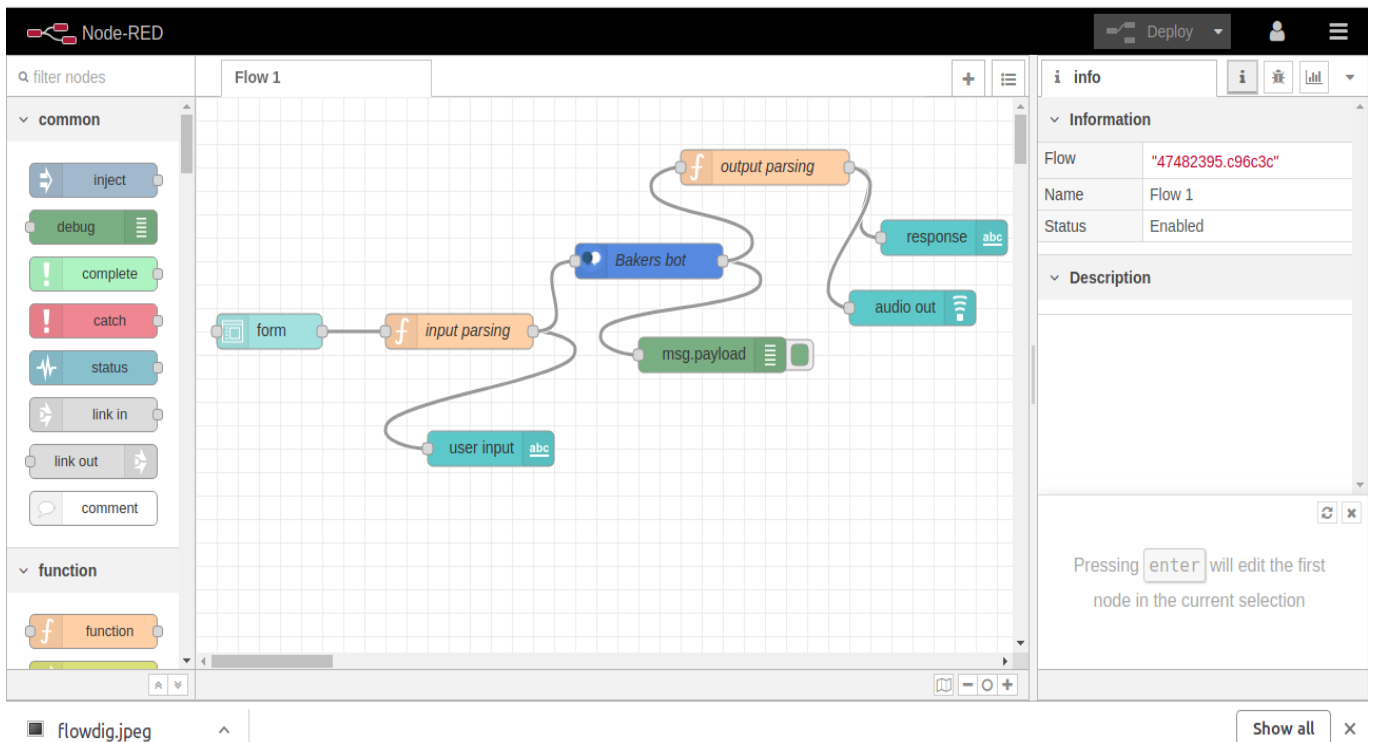 Node-RED
Deploy
filter nodes
Flow 1
i info
i
common
inject
debug
complete
catch
status
link in
link out
comment
function
function
form
input parsing
Bakers bot
user input abc
msg.payload
output parsing
response abc
audio out
Information
Flow "47482395.c96c3c"
Name Flow 1
Status Enabled
Description
Pressing enter will edit the first
node in the current selection
flowdig.jpeg
Show all